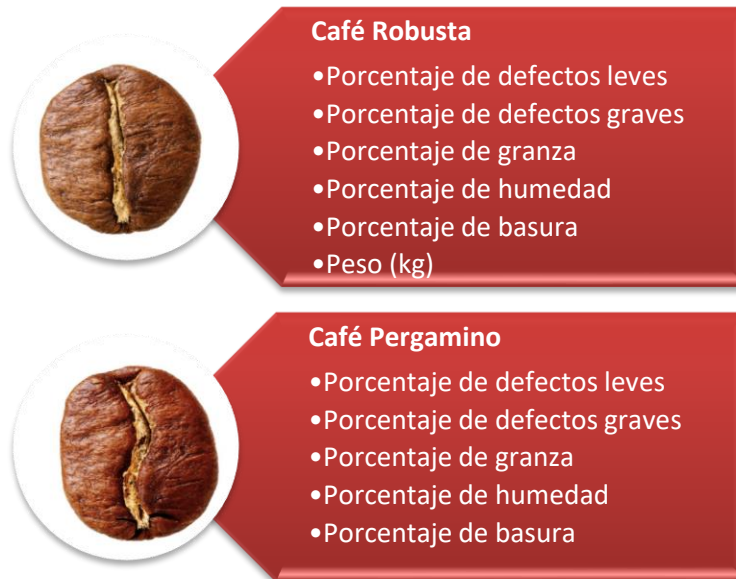 Café Robusta
•Porcentaje de defectos leves
•Porcentaje de defectos graves
•Porcentaje de granza
•Porcentaje de humedad
•Porcentaje de basura
•Peso (kg)
Café Pergamino
•Porcentaje de defectos leves
•Porcentaje de defectos graves
•Porcentaje de granza
•Porcentaje de humedad
•Porcentaje de basura